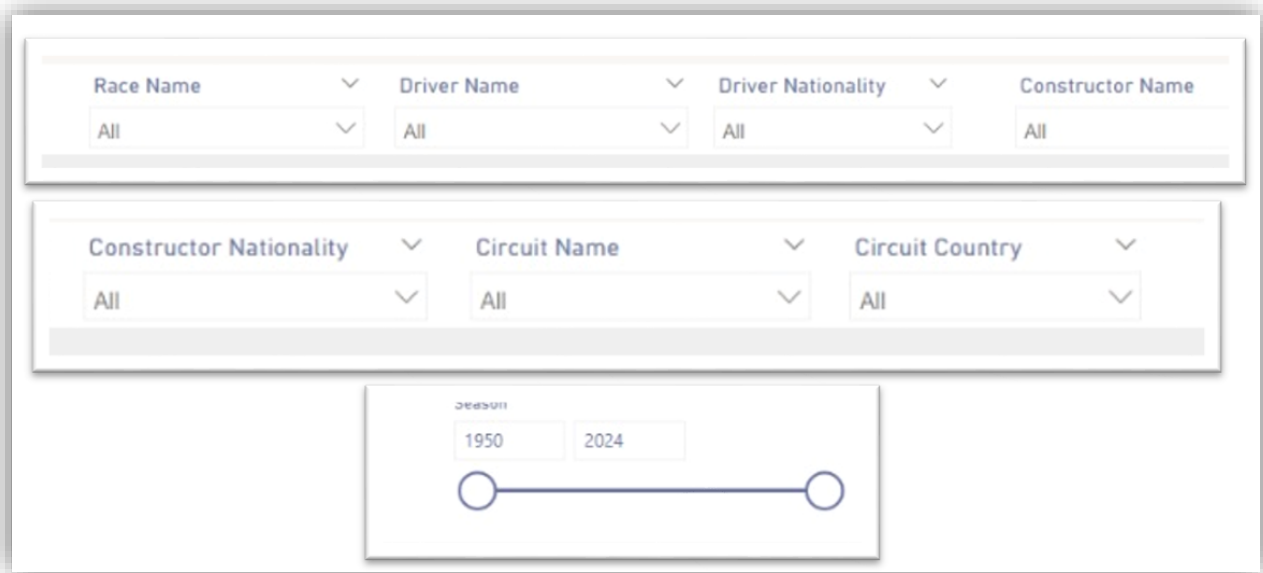 Race Name Driver Name Driver Nationality Constructor Name
All All All All
Constructor Nationality Circuit Name Circuit Country
All All All
Season
1950 2024